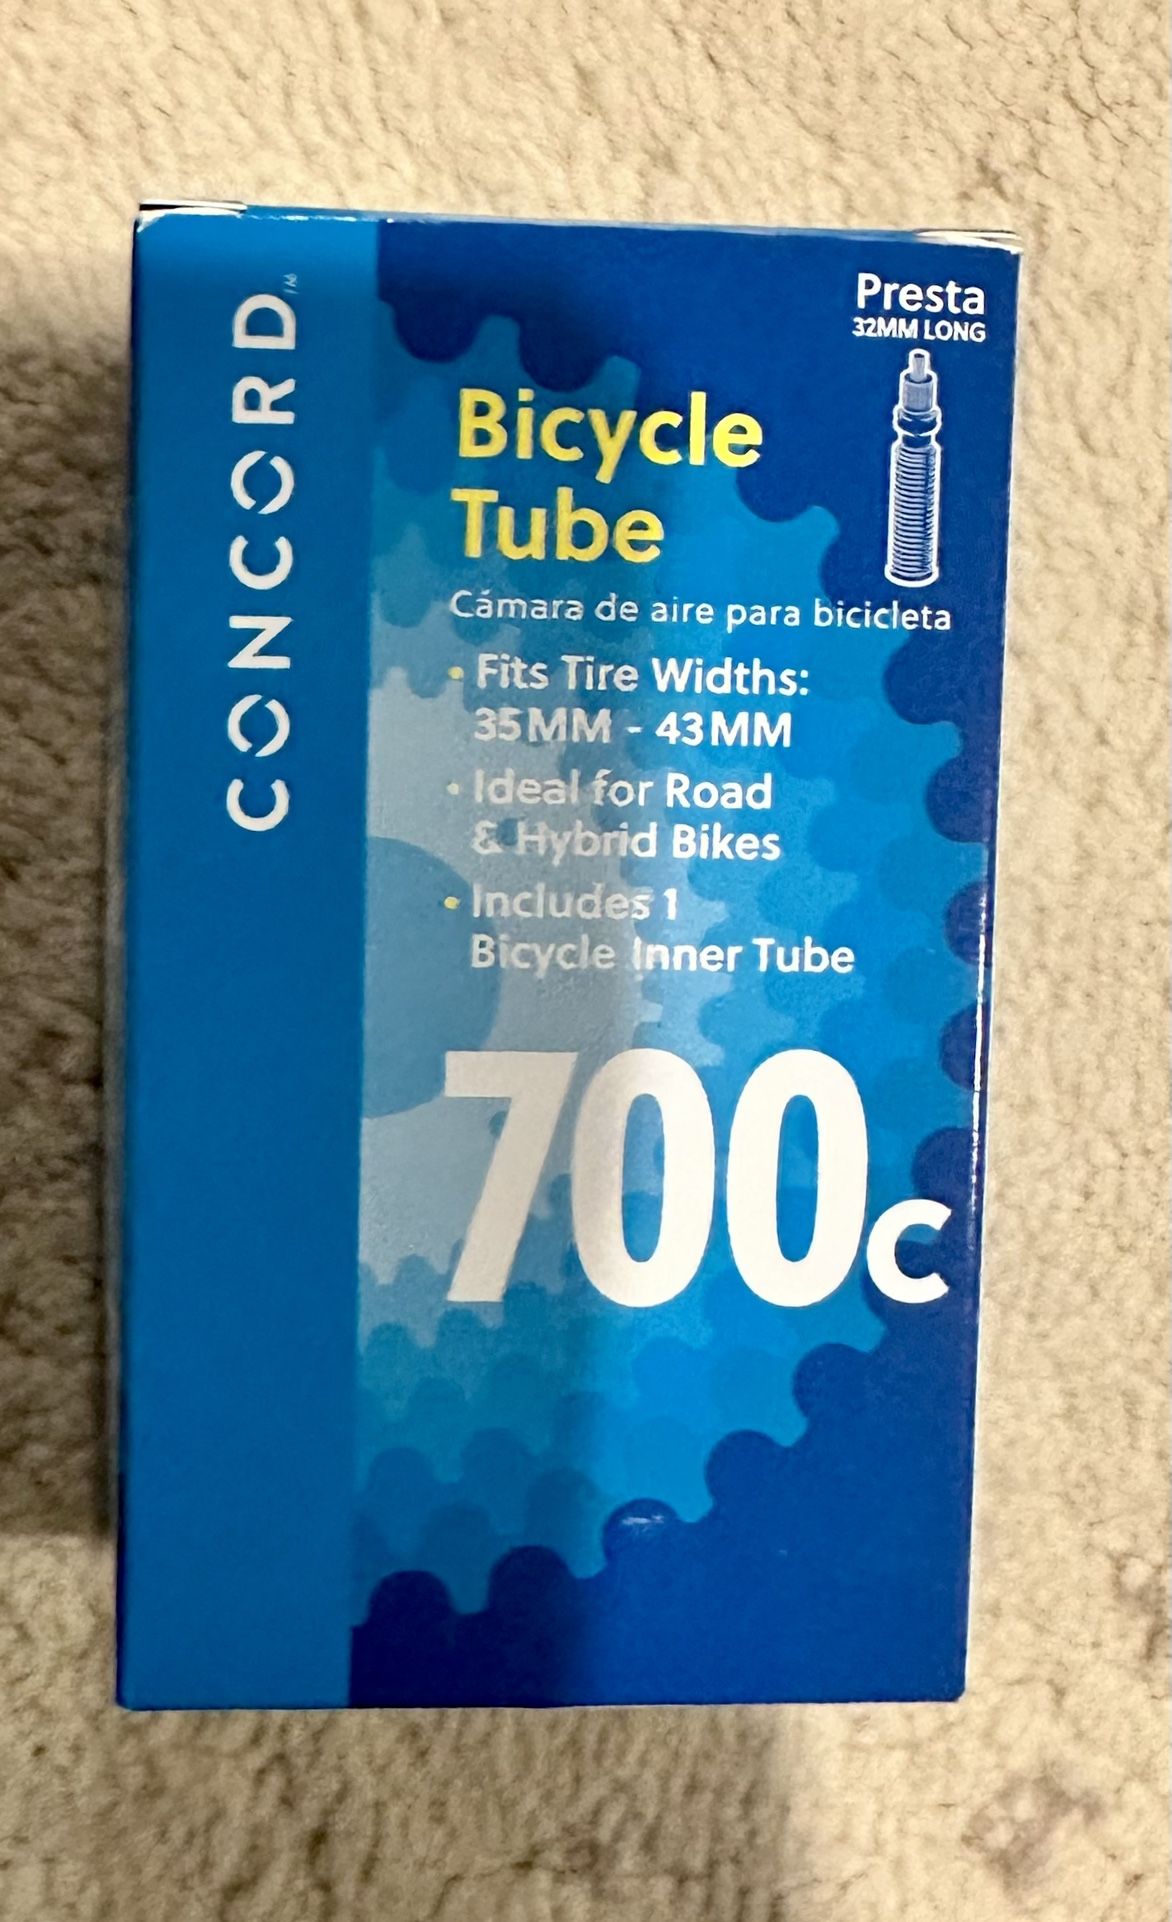 CONCORD™
Presta
32MM LONG
Bicycle
Tube
Cámara de aire para bicicleta
• Fits Tire Widths:
35MM - 43MM
• Ideal for Road
& Hybrid Bikes
• Includes 1
Bicycle Inner Tube
700c